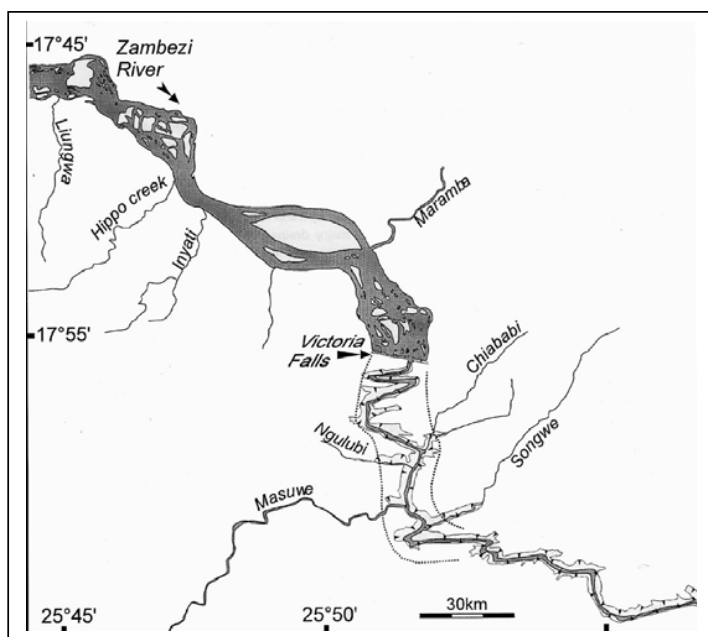 17°45'
Zambezi
River
Liungwa
Hippo creek
Inyati
Maramba
17°55'
Victoria
Falls
Chiababi
Ngulubi
Songwe
Masuwe
25°45'
25°50'
30km